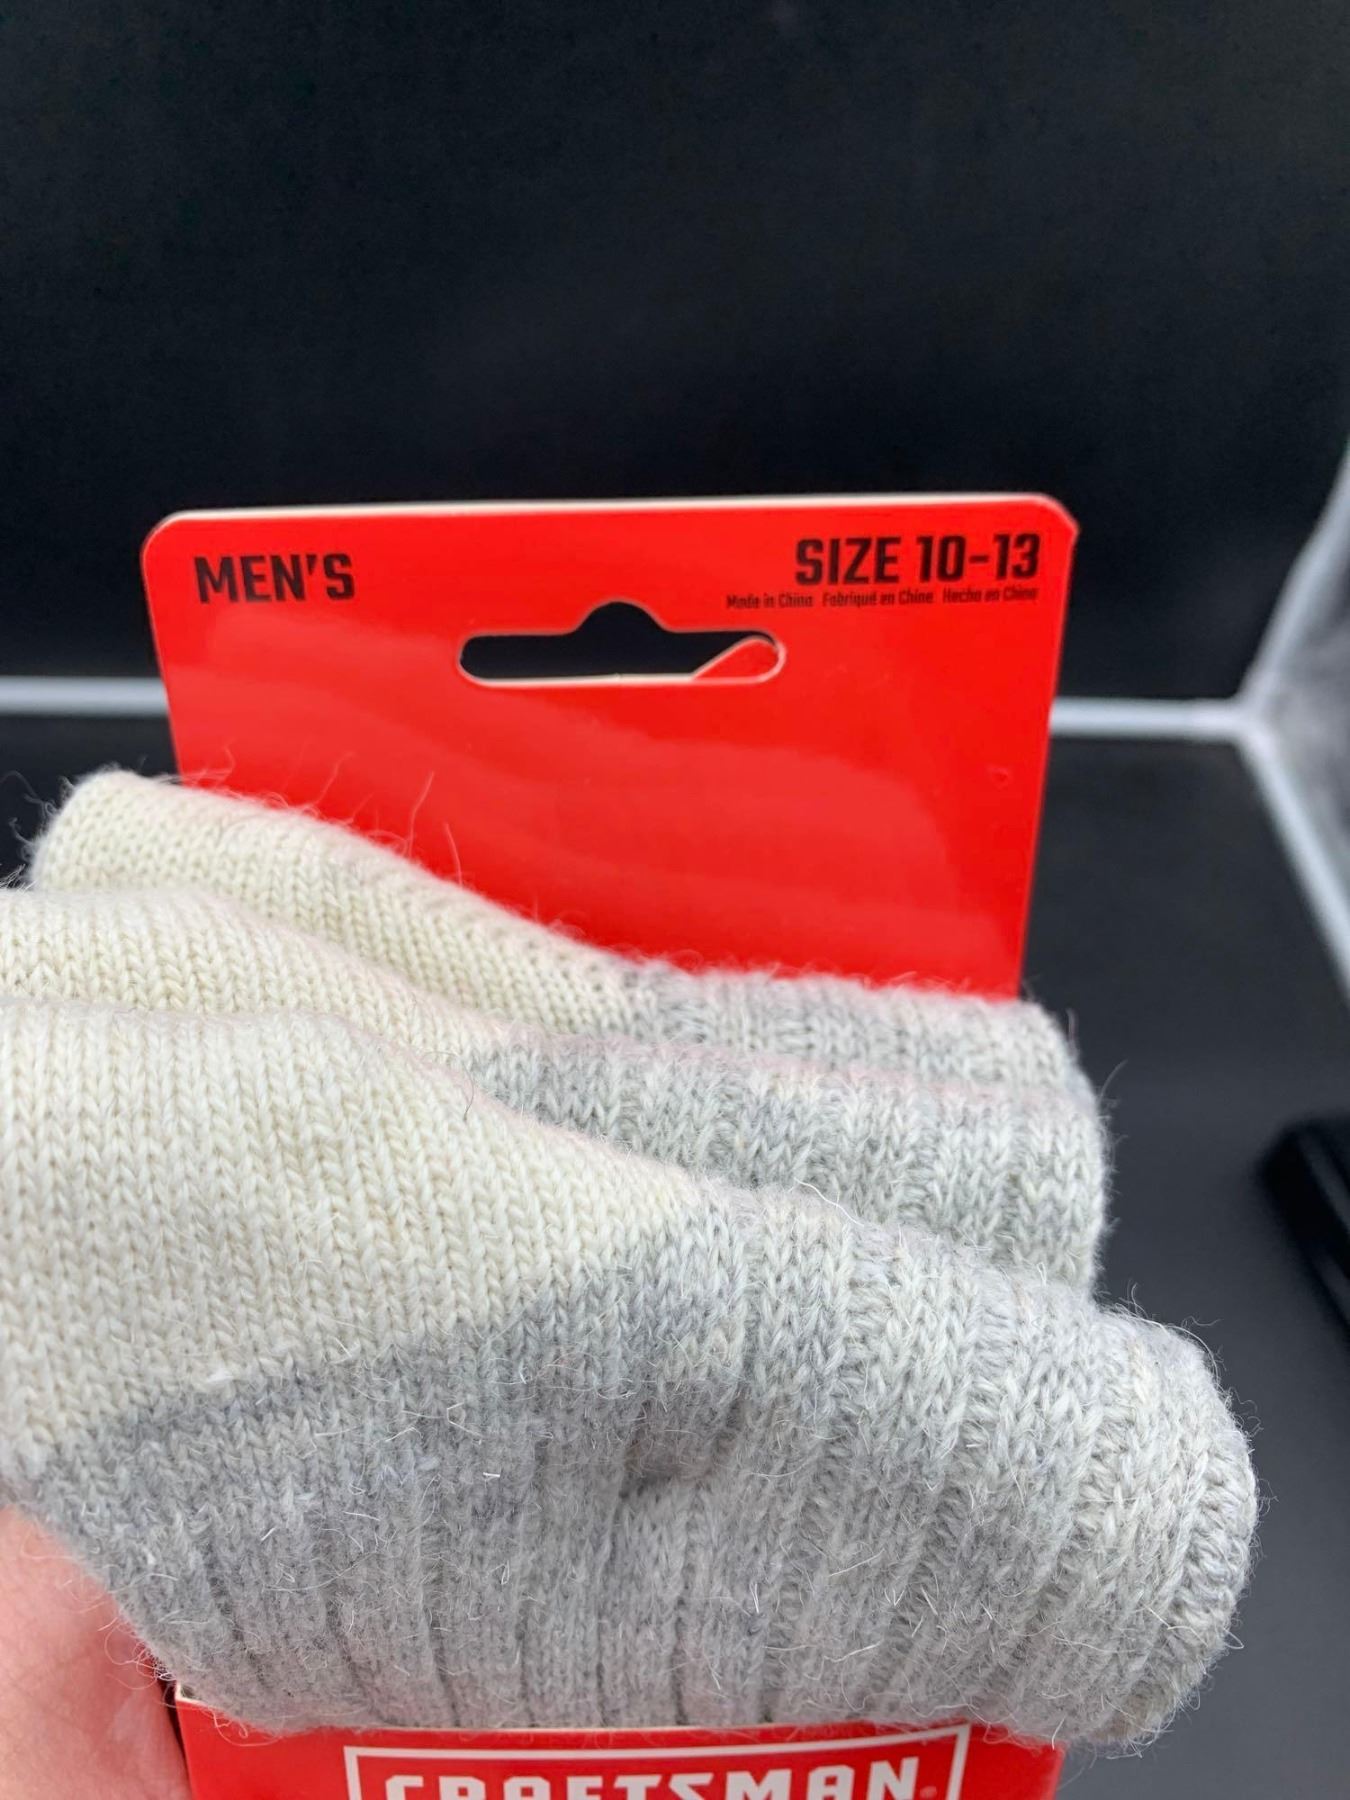 MEN'S
SIZE 10-13
Made in China Fabriqué en Chine Hecho en China
CRAFTSMAN®